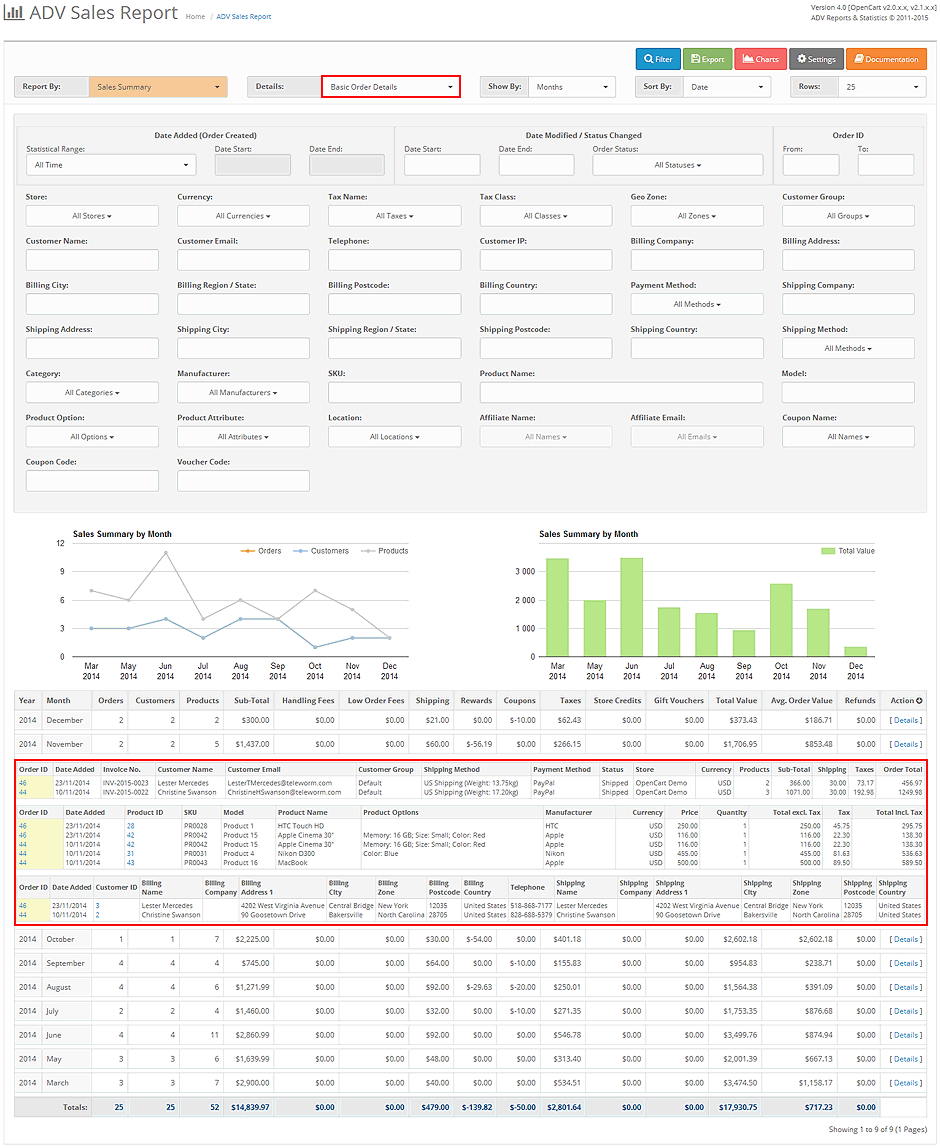 ADV Sales Report Home / ADV Sales Report
Version 4.0 [OpenCart v2.0.x.x, v2.1.x.x]
ADV Reports & Statistics © 2011-2015
Filter Export Charts Settings Documentation
Report By: Sales Summary Details: Basic Order Details Show By: Months Sort By: Date Rows: 25
Date Added (Order Created) Date Modified / Status Changed Order ID
Statistical Range: Date Start: Date End: Date Start: Date End: Order Status: From: To:
All Time All Statuses
Store: Currency: Tax Name: Tax Class: Geo Zone: Customer Group:
All Stores All Currencies All Taxes All Classes All Zones All Groups
Customer Name: Customer Email: Telephone: Customer IP: Billing Company: Billing Address:
Billing City: Billing Region / State: Billing Postcode: Billing Country: Payment Method: Shipping Company:
All Methods
Shipping Address: Shipping City: Shipping Region / State: Shipping Postcode: Shipping Country: Shipping Method:
All Methods
Category: Manufacturer: SKU: Product Name: Model:
All Categories All Manufacturers
Product Option: Product Attribute: Location: Affiliate Name: Affiliate Email: Coupon Name:
All Options All Attributes All Locations All Names All Emails All Names
Coupon Code: Voucher Code:
Sales Summary by Month
Orders Customers Products
12
9
6
3
0
Mar May Jun Jul Aug Sep Oct Nov Dec
2014 2014 2014 2014 2014 2014 2014 2014 2014
Sales Summary by Month
Total Value
3 000
2 000
1 000
0
Mar May Jun Jul Aug Sep Oct Nov Dec
2014 2014 2014 2014 2014 2014 2014 2014 2014
Year Month Orders Customers Products Sub-Total Handling Fees Low Order Fees Shipping Rewards Coupons Taxes Store Credits Gift Vouchers Total Value Avg. Order Value Refunds Action
2014 December 2 2 2 $300.00 $0.00 $0.00 $21.00 $0.00 $-10.00 $62.43 $0.00 $0.00 $373.43 $186.71 $0.00 [ Details ]
2014 November 2 2 5 $1,437.00 $0.00 $0.00 $60.00 $-56.19 $0.00 $266.15 $0.00 $0.00 $1,706.95 $853.48 $0.00 [ Details ]
Order ID Date Added Invoice No. Customer Name Customer Email Customer Group Shipping Method Payment Method Status Store Currency Products Sub-Total Shipping Taxes Order Total
46 23/11/2014 INV-2015-0023 Lester Mercedes LesterTMercedes@teleworm.com Default US Shipping (Weight: 13.75kg) PayPal Shipped OpenCart Demo USD 2 366.00 30.00 73.17 456.97
44 10/11/2014 INV-2015-0022 Christine Swanson ChristineHSwanson@teleworm.com Default US Shipping (Weight: 17.20kg) PayPal Shipped OpenCart Demo USD 3 1071.00 30.00 192.98 1249.98
Order ID Date Added Product ID SKU Model Product Name Product Options Manufacturer Currency Price Quantity Total excl. Tax Tax Total Incl. Tax
46 23/11/2014 28 PR0028 Product 1 HTC Touch HD HTC USD 250.00 1 250.00 45.75 295.75
46 23/11/2014 42 PR0042 Product 15 Apple Cinema 30" Memory: 16 GB; Size: Small; Color: Red Apple USD 116.00 1 116.00 22.30 138.30
44 10/11/2014 42 PR0042 Product 15 Apple Cinema 30" Memory: 16 GB; Size: Small; Color: Red Apple USD 116.00 1 116.00 22.30 138.30
44 10/11/2014 31 PR0031 Product 4 Nikon D300 Color: Blue Nikon USD 455.00 1 455.00 81.63 536.63
44 10/11/2014 43 PR0043 Product 16 MacBook Apple USD 500.00 1 500.00 89.50 589.50
Order ID Date Added Customer ID Billing Name Billing Company Billing Address 1 Billing City Billing Zone Billing Postcode Billing Country Telephone Shipping Name Shipping Company Shipping Address 1 Shipping City Shipping Zone Shipping Postcode Shipping Country
46 23/11/2014 3 Lester Mercedes 4202 West Virginia Avenue Central Bridge New York 12035 United States 518-868-7177 Lester Mercedes 4202 West Virginia Avenue Central Bridge New York 12035 United States
44 10/11/2014 2 Christine Swanson 90 Goosetown Drive Bakersville North Carolina 28705 United States 828-688-5379 Christine Swanson 90 Goosetown Drive Bakersville North Carolina 28705 United States
2014 October 1 1 7 $2,225.00 $0.00 $0.00 $30.00 $-54.00 $0.00 $401.18 $0.00 $0.00 $2,602.18 $2,602.18 $0.00 [ Details ]
2014 September 4 4 4 $745.00 $0.00 $0.00 $64.00 $0.00 $-10.00 $155.83 $0.00 $0.00 $954.83 $238.71 $0.00 [ Details ]
2014 August 4 4 6 $1,271.99 $0.00 $0.00 $92.00 $-29.63 $-20.00 $250.01 $0.00 $0.00 $1,564.38 $391.09 $0.00 [ Details ]
2014 July 2 2 4 $1,460.00 $0.00 $0.00 $32.00 $0.00 $-10.00 $271.35 $0.00 $0.00 $1,753.35 $876.68 $0.00 [ Details ]
2014 June 4 4 11 $2,860.99 $0.00 $0.00 $92.00 $0.00 $0.00 $546.78 $0.00 $0.00 $3,499.76 $874.94 $0.00 [ Details ]
2014 May 3 3 6 $1,639.99 $0.00 $0.00 $48.00 $0.00 $0.00 $313.40 $0.00 $0.00 $2,001.39 $667.13 $0.00 [ Details ]
2014 March 3 3 7 $2,900.00 $0.00 $0.00 $40.00 $0.00 $0.00 $534.51 $0.00 $0.00 $3,474.50 $1,158.17 $0.00 [ Details ]
Totals: 25 25 52 $14,839.97 $0.00 $0.00 $479.00 $-139.82 $-50.00 $2,801.64 $0.00 $0.00 $17,930.75 $717.23 $0.00
Showing 1 to 9 of 9 (1 Pages)